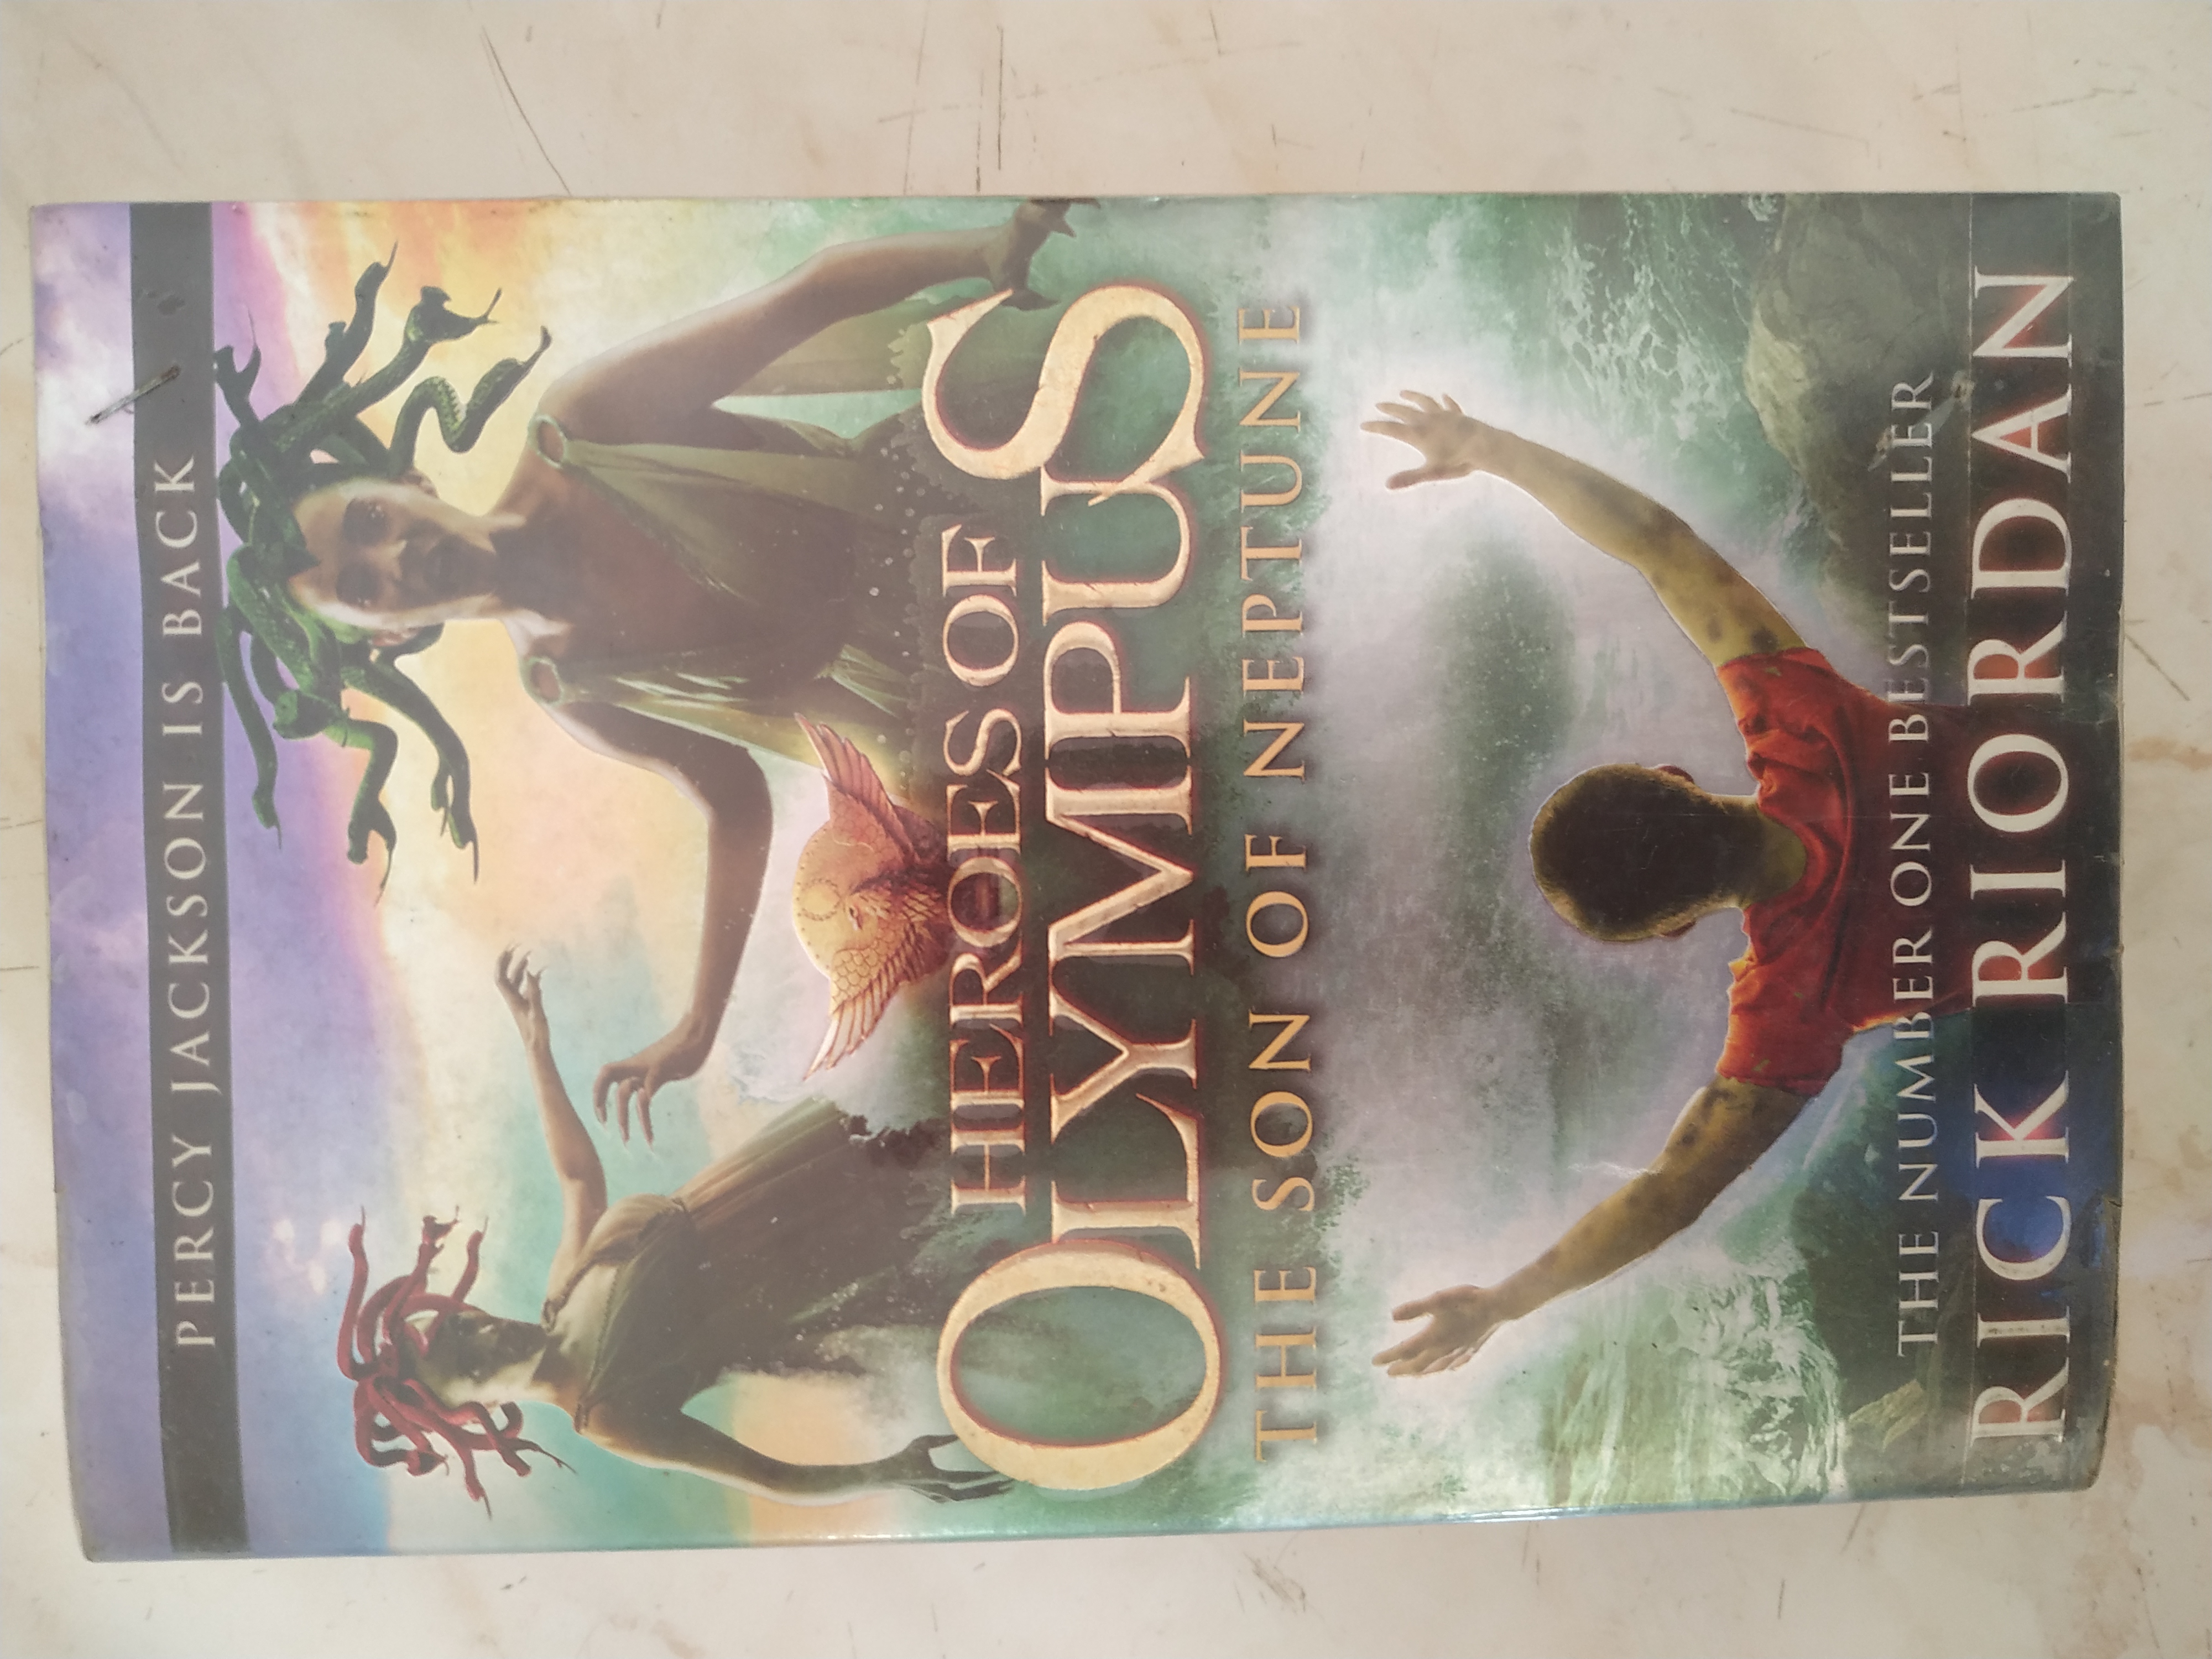 PERCY JACKSON IS BACK
HEROES OF
OLYMPUS
THE SON OF NEPTUNE
THE NUMBER ONE BESTSELLER
RICK RIORDAN